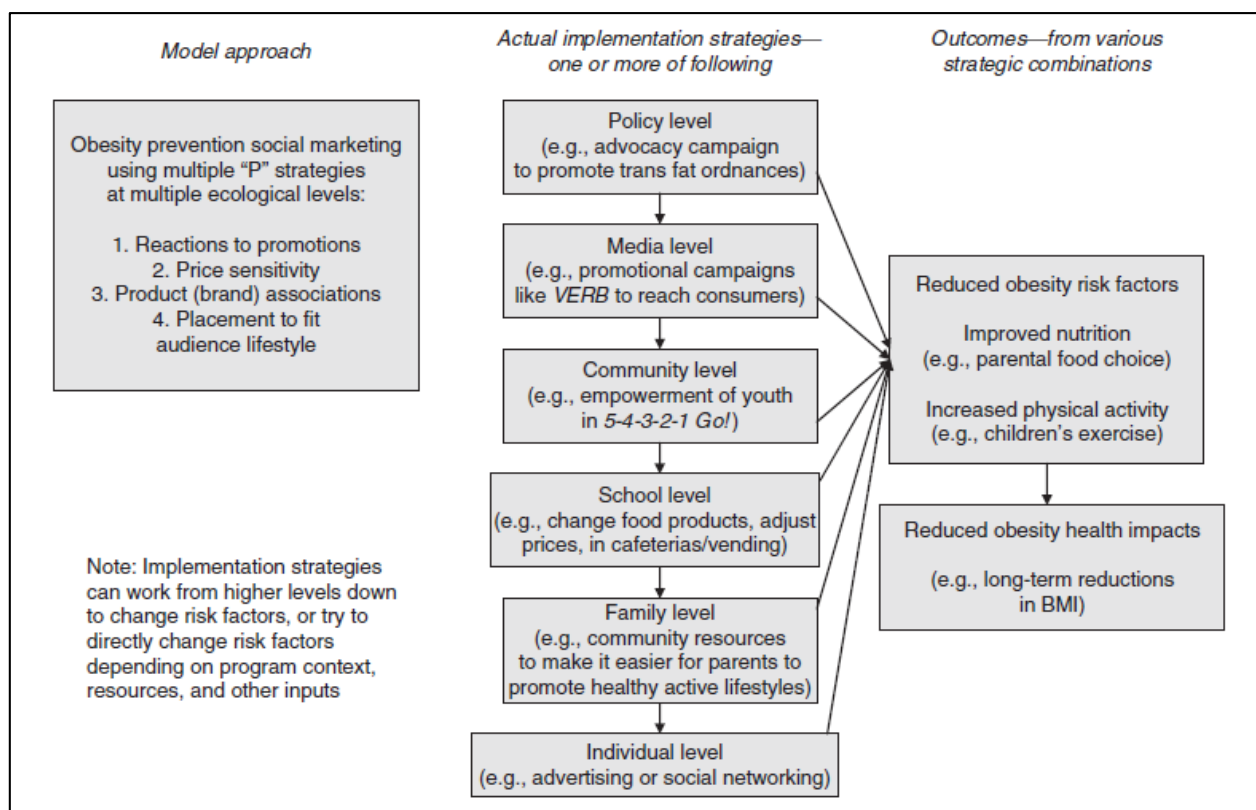 Model approach
Obesity prevention social marketing
using multiple “P” strategies
at multiple ecological levels:
1. Reactions to promotions
2. Price sensitivity
3. Product (brand) associations
4. Placement to fit
audience lifestyle
Note: Implementation strategies
can work from higher levels down
to change risk factors, or try to
directly change risk factors
depending on program context,
resources, and other inputs
Actual implementation strategies—
one or more of following
Policy level
(e.g., advocacy campaign
to promote trans fat ordnances)
Media level
(e.g., promotional campaigns
like VERB to reach consumers)
Community level
(e.g., empowerment of youth
in 5-4-3-2-1 Go!)
School level
(e.g., change food products, adjust
prices, in cafeterias/vending)
Family level
(e.g., community resources
to make it easier for parents to
promote healthy active lifestyles)
Individual level
(e.g., advertising or social networking)
Outcomes—from various
strategic combinations
Reduced obesity risk factors
Improved nutrition
(e.g., parental food choice)
Increased physical activity
(e.g., children’s exercise)
Reduced obesity health impacts
(e.g., long-term reductions
in BMI)